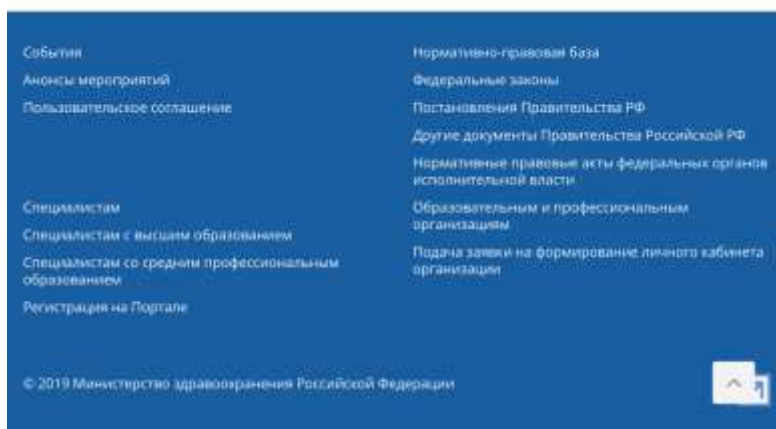 События
Анонсы мероприятий
Пользовательское соглашение
Специалистам
Специалистам с высшим образованием
Специалистам со средним профессиональным
образованием
Регистрация на Портале
Нормативно-правовая база
Федеральные законы
Постановления Правительства РФ
Другие документы Правительства Российской РФ
Нормативные правовые акты федеральных органов
исполнительной власти
Образовательным и профессиональным
организациям
Подача заявки на формирование личного кабинета
организации
© 2019 Министерство здравоохранения Российской Федерации